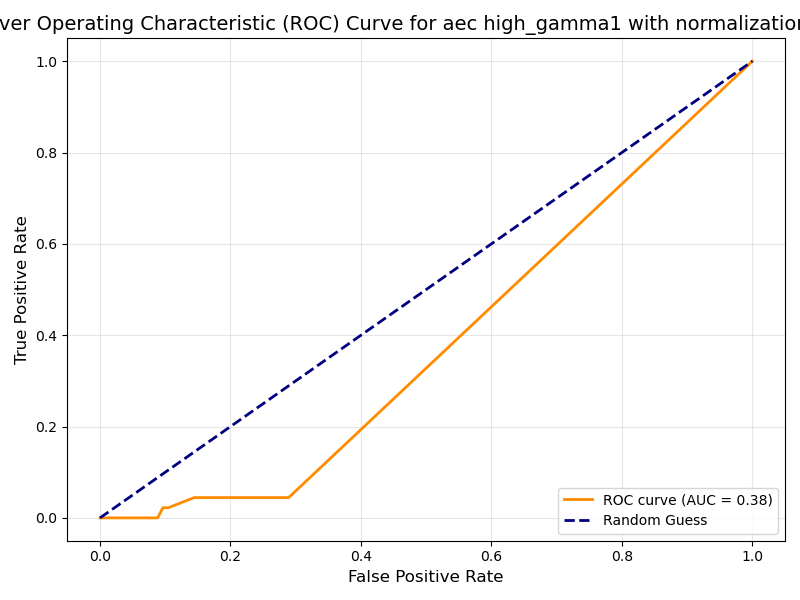 ver Operating Characteristic (ROC) Curve for aec high_gamma1 with normalization
1.0
0.8
0.6
0.4
0.2
0.0
True Positive Rate
0.0 0.2 0.4 0.6 0.8 1.0
False Positive Rate
ROC curve (AUC = 0.38)
Random Guess